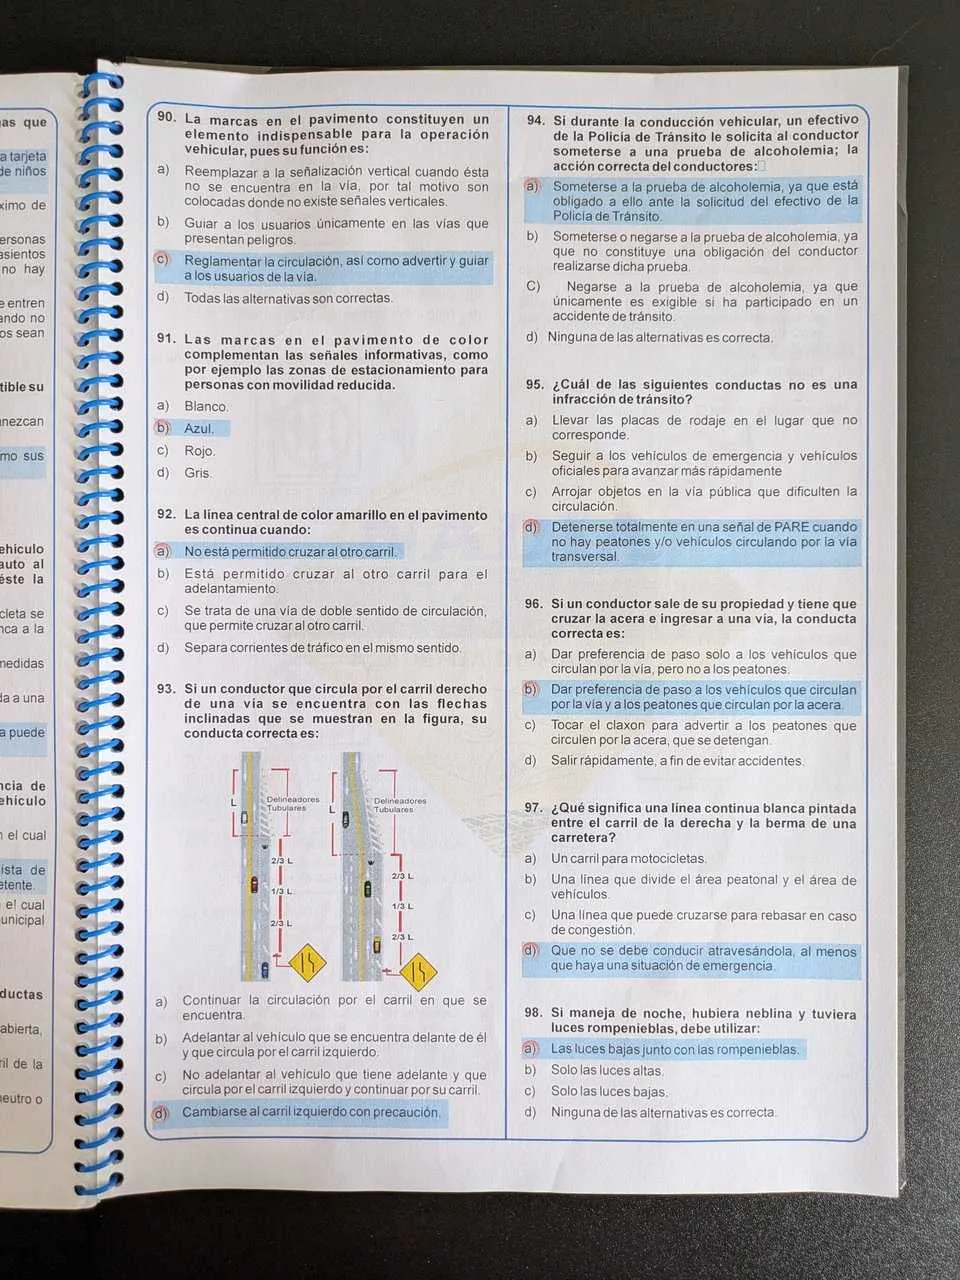 as que
a tarjeta
de niños
ximo de
ersonas
asientos
no hay
e entren
ando no
os sean
tible su
nezcan
mo sus
ehículo
auto al
éste la
cleta se
nca a la
medidas
da a una
a puede
ncia de
ehículo
n el cual
ista de
etente.
el cual
unicipal
ductas
abierta,
ril de la
neutro o
90. La marcas en el pavimento constituyen un
elemento indispensable para la operación
vehicular, pues su función es:
a) Reemplazar a la señalización vertical cuando ésta
no se encuentra en la vía, por tal motivo son
colocadas donde no existe señales verticales.
b) Guiar a los usuarios únicamente en las vías que
presentan peligros.
c) Reglamentar la circulación, así como advertir y guiar
a los usuarios de la vía.
d) Todas las alternativas son correctas.
91. Las marcas en el pavimento de color
complementan las señales informativas, como
por ejemplo las zonas de estacionamiento para
personas con movilidad reducida.
a) Blanco.
b) Azul.
c) Rojo.
d) Gris.
92. La línea central de color amarillo en el pavimento
es continua cuando:
a) No está permitido cruzar al otro carril.
b) Está permitido cruzar al otro carril para el
adelantamiento.
c) Se trata de una vía de doble sentido de circulación,
que permite cruzar al otro carril.
d) Separa corrientes de tráfico en el mismo sentido.
93. Si un conductor que circula por el carril derecho
de una vía se encuentra con las flechas
inclinadas que se muestran en la figura, su
conducta correcta es:
L
Delineadores
Tubulares
2/3 L
1/3 L
2/3 L
L
Delineadores
Tubulares
2/3 L
1/3 L
2/3 L
a) Continuar la circulación por el carril en que se
encuentra.
b) Adelantar al vehículo que se encuentra delante de él
y que circula por el carril izquierdo.
c) No adelantar al vehículo que tiene adelante y que
circula por el carril izquierdo y continuar por su carril.
d) Cambiarse al carril izquierdo con precaución.
94. Si durante la conducción vehicular, un efectivo
de la Policía de Tránsito le solicita al conductor
someterse a una prueba de alcoholemia; la
acción correcta del conductores:
a) Someterse a la prueba de alcoholemia, ya que está
obligado a ello ante la solicitud del efectivo de la
Policía de Tránsito.
b) Someterse o negarse a la prueba de alcoholemia, ya
que no constituye una obligación del conductor
realizarse dicha prueba.
C) Negarse a la prueba de alcoholemia, ya que
únicamente es exigible si ha participado en un
accidente de tránsito.
d) Ninguna de las alternativas es correcta.
95. ¿Cuál de las siguientes conductas no es una
infracción de tránsito?
a) Llevar las placas de rodaje en el lugar que no
corresponde.
b) Seguir a los vehículos de emergencia y vehículos
oficiales para avanzar más rápidamente
c) Arrojar objetos en la vía pública que dificulten la
circulación.
d) Detenerse totalmente en una señal de PARE cuando
no hay peatones y/o vehículos circulando por la vía
transversal.
96. Si un conductor sale de su propiedad y tiene que
cruzar la acera e ingresar a una vía, la conducta
correcta es:
a) Dar preferencia de paso solo a los vehículos que
circulan por la vía, pero no a los peatones.
b) Dar preferencia de paso a los vehículos que circulan
por la vía y a los peatones que circulan por la acera.
c) Tocar el claxon para advertir a los peatones que
circulen por la acera, que se detengan.
d) Salir rápidamente, a fin de evitar accidentes.
97. ¿Qué significa una línea continua blanca pintada
entre el carril de la derecha y la berma de una
carretera?
a) Un carril para motocicletas.
b) Una línea que divide el área peatonal y el área de
vehículos.
c) Una línea que puede cruzarse para rebasar en caso
de congestión.
d) Que no se debe conducir atravesándola, al menos
que haya una situación de emergencia.
98. Si maneja de noche, hubiera neblina y tuviera
luces rompenieblas, debe utilizar:
a) Las luces bajas junto con las rompenieblas.
b) Solo las luces altas.
c) Solo las luces bajas.
d) Ninguna de las alternativas es correcta.